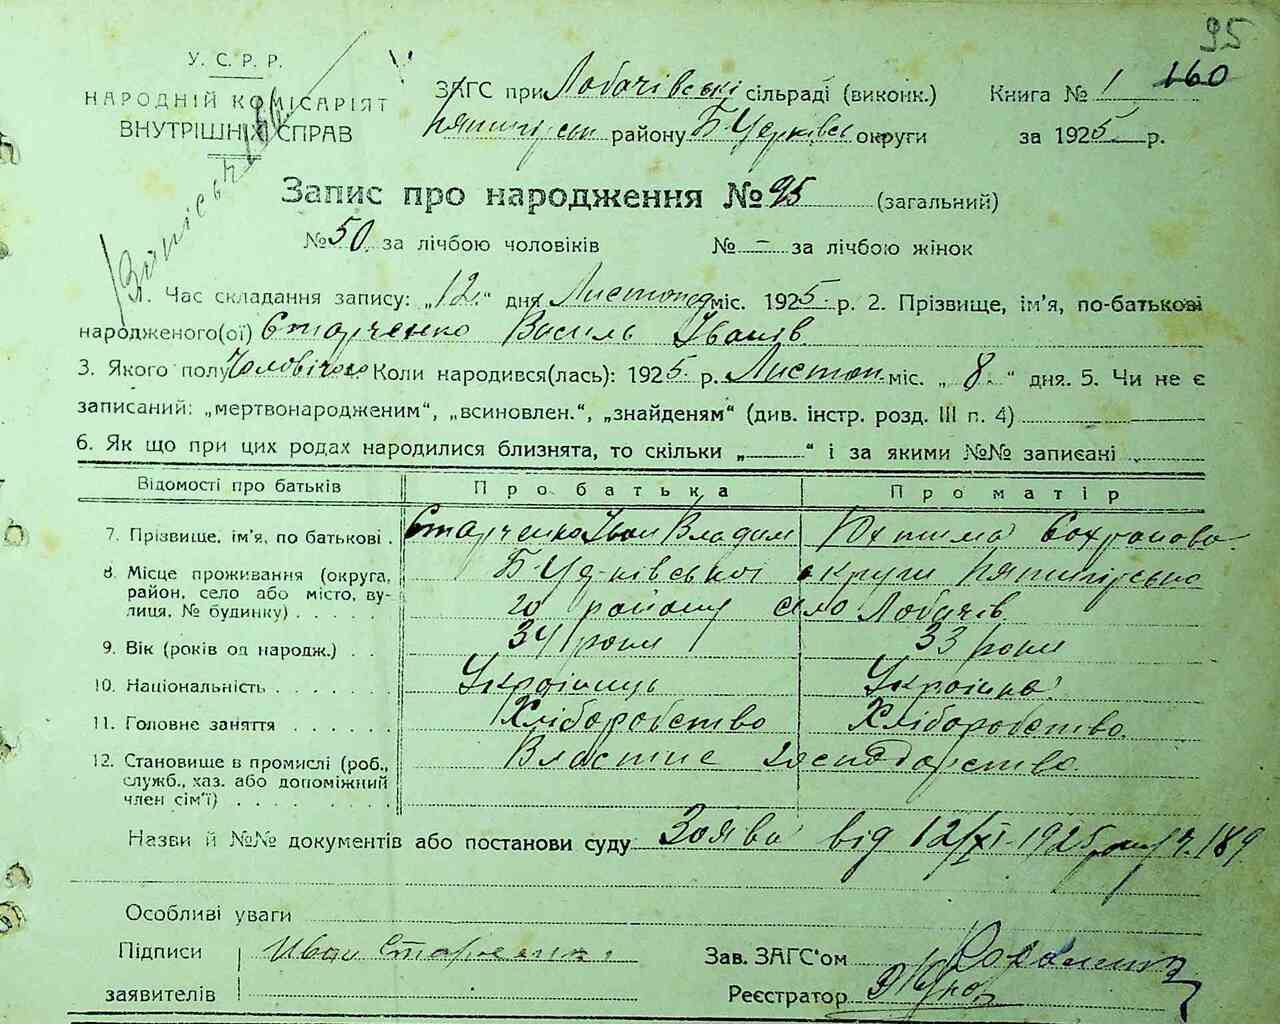 95
У. С. Р. Р.
НАРОДНІЙ КОМІСАРІЯТ
ВНУТРІШНІХ СПРАВ
ЗАГС при Лобачівські сільраді (виконк.) Книга № 1 160
району Б-Церківськ округи за 1925 р.
Запис про народження № 95 (загальний)
№ 50 за лічбою чоловіків № - за лічбою жінок
1. Час складання запису: „12“ дня Листопад міс. 1925 р. 2. Прізвище, ім'я, по-батькові
народженого(ої) Старченко Василь Іванів
3. Якого полу Чоловічого Коли народився(лась): 1925 р. Листоп міс. „8“ дня. 5. Чи не є
записаний: „мертвонародженим“, „всиновлен.“, „знайденям“ (див. інстр. розд. III п. 4)
6. Як що при цих родах народилися близнята, то скільки „ “ і за якими №№ записані
Відомості про батьків Про батька Про матір
7. Прізвище, ім'я, по батькові . Старченко Іван Владим Юхтима Сохронова
8. Місце проживання (округа, район, село або місто, вулиця, № будинку) . . . . . Б-Церківської округи Пятигірсько
го району село Лобачів
9. Вік (років од народж.) . . 34 роки 33 роки
10. Національність . . . . . . . Українець Українка
11. Головне заняття . . . . . . Хліборобство Хліборобство
12. Становище в промислі (роб., служб., хаз. або допоміжний член сім'ї) . . . . . . . . Власне господарство
Назви й №№ документів або постанови суду Заява від 12/XI-1925 189
Особливі уваги
Підписи Иван Старченко Зав. ЗАГС'ом
заявителів Реєстратор